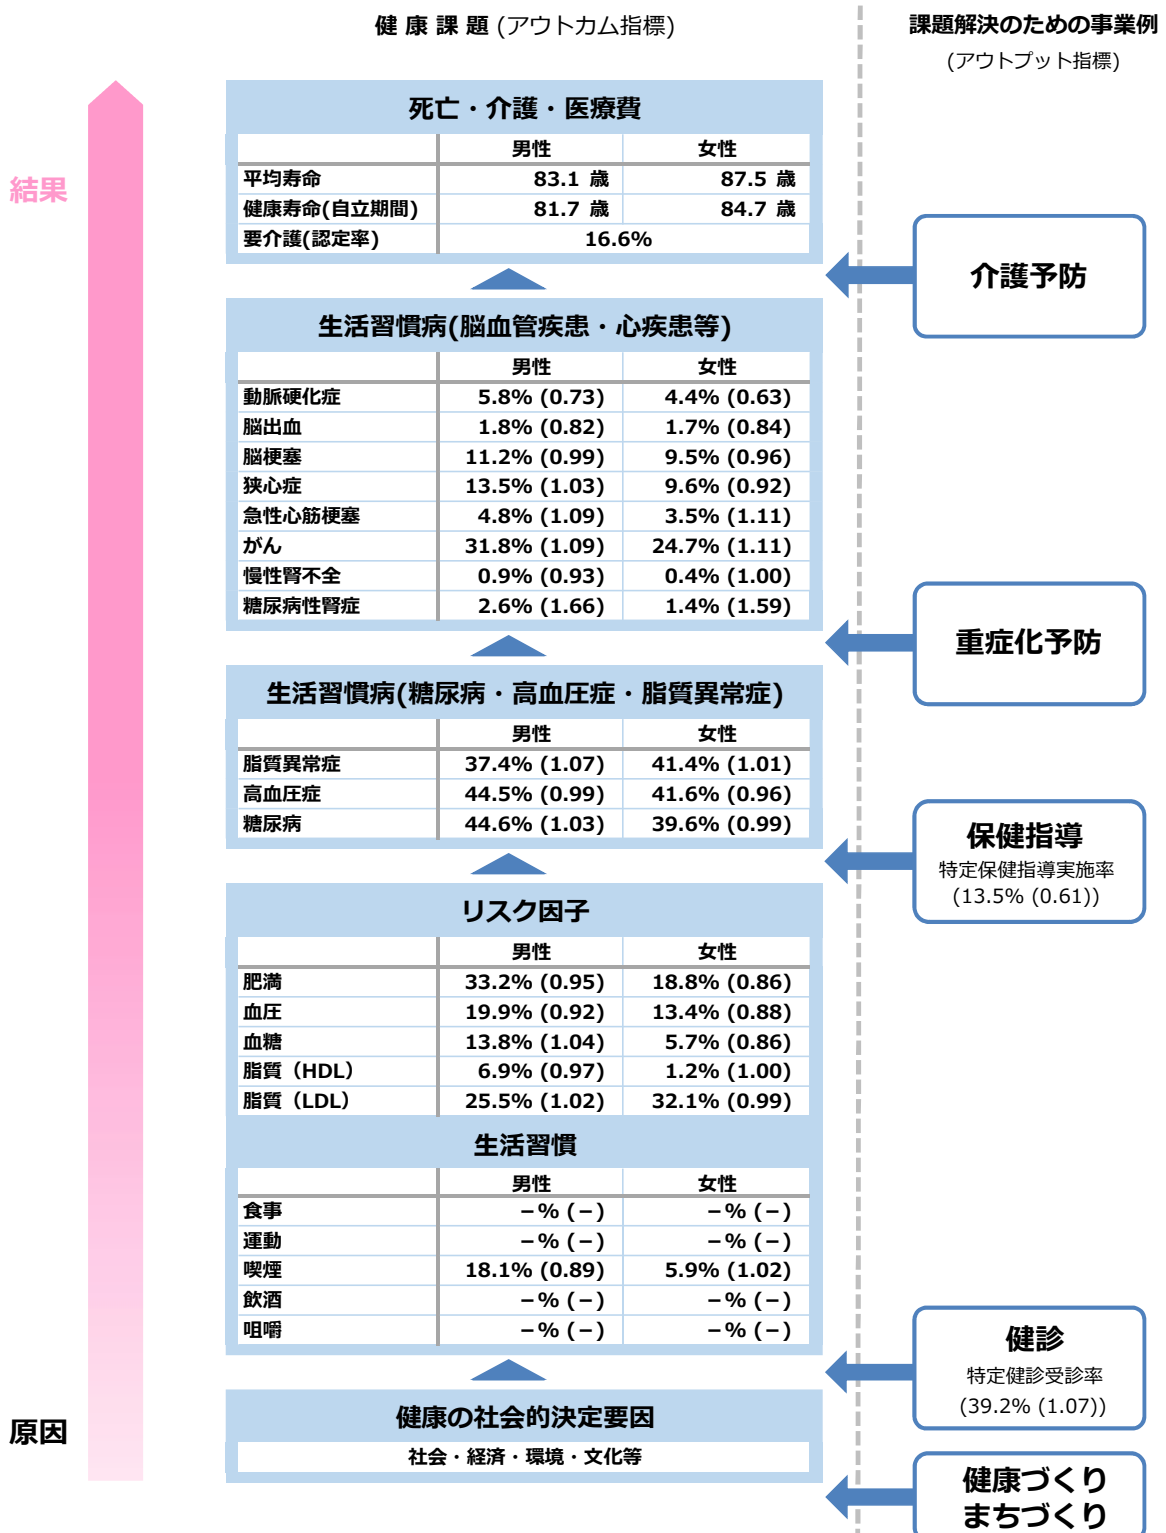 健 康 課 題 (アウトカム指標)
課題解決のための事業例
(アウトプット指標)
結果
原因
死亡・介護・医療費
男性 女性
平均寿命 83.1 歳 87.5 歳
健康寿命(自立期間) 81.7 歳 84.7 歳
要介護(認定率) 16.6%
介護予防
生活習慣病(脳血管疾患・心疾患等)
男性 女性
動脈硬化症 5.8% (0.73) 4.4% (0.63)
脳出血 1.8% (0.82) 1.7% (0.84)
脳梗塞 11.2% (0.99) 9.5% (0.96)
狭心症 13.5% (1.03) 9.6% (0.92)
急性心筋梗塞 4.8% (1.09) 3.5% (1.11)
がん 31.8% (1.09) 24.7% (1.11)
慢性腎不全 0.9% (0.93) 0.4% (1.00)
糖尿病性腎症 2.6% (1.66) 1.4% (1.59)
重症化予防
生活習慣病(糖尿病・高血圧症・脂質異常症)
男性 女性
脂質異常症 37.4% (1.07) 41.4% (1.01)
高血圧症 44.5% (0.99) 41.6% (0.96)
糖尿病 44.6% (1.03) 39.6% (0.99)
保健指導
特定保健指導実施率
(13.5% (0.61))
リスク因子
男性 女性
肥満 33.2% (0.95) 18.8% (0.86)
血圧 19.9% (0.92) 13.4% (0.88)
血糖 13.8% (1.04) 5.7% (0.86)
脂質（HDL） 6.9% (0.97) 1.2% (1.00)
脂質（LDL） 25.5% (1.02) 32.1% (0.99)
生活習慣
男性 女性
食事 －% (－) －% (－)
運動 －% (－) －% (－)
喫煙 18.1% (0.89) 5.9% (1.02)
飲酒 －% (－) －% (－)
咀嚼 －% (－) －% (－)
健診
特定健診受診率
(39.2% (1.07))
健康の社会的決定要因
社会・経済・環境・文化等
健康づくり
まちづくり